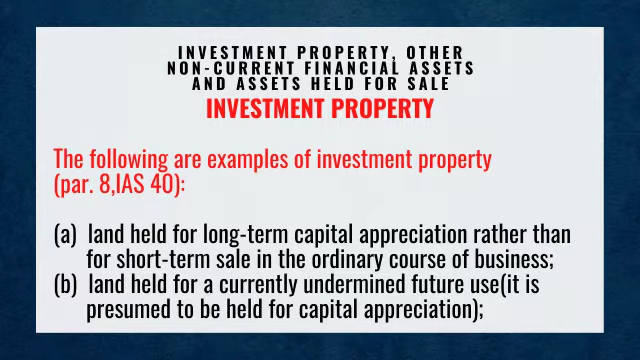 INVESTMENT PROPERTY, OTHER
NON-CURRENT FINANCIAL ASSETS
AND ASSETS HELD FOR SALE
INVESTMENT PROPERTY
The following are examples of investment property
(par. 8,IAS 40):
(a) land held for long-term capital appreciation rather than
for short-term sale in the ordinary course of business;
(b) land held for a currently undermined future use(it is
presumed to be held for capital appreciation);